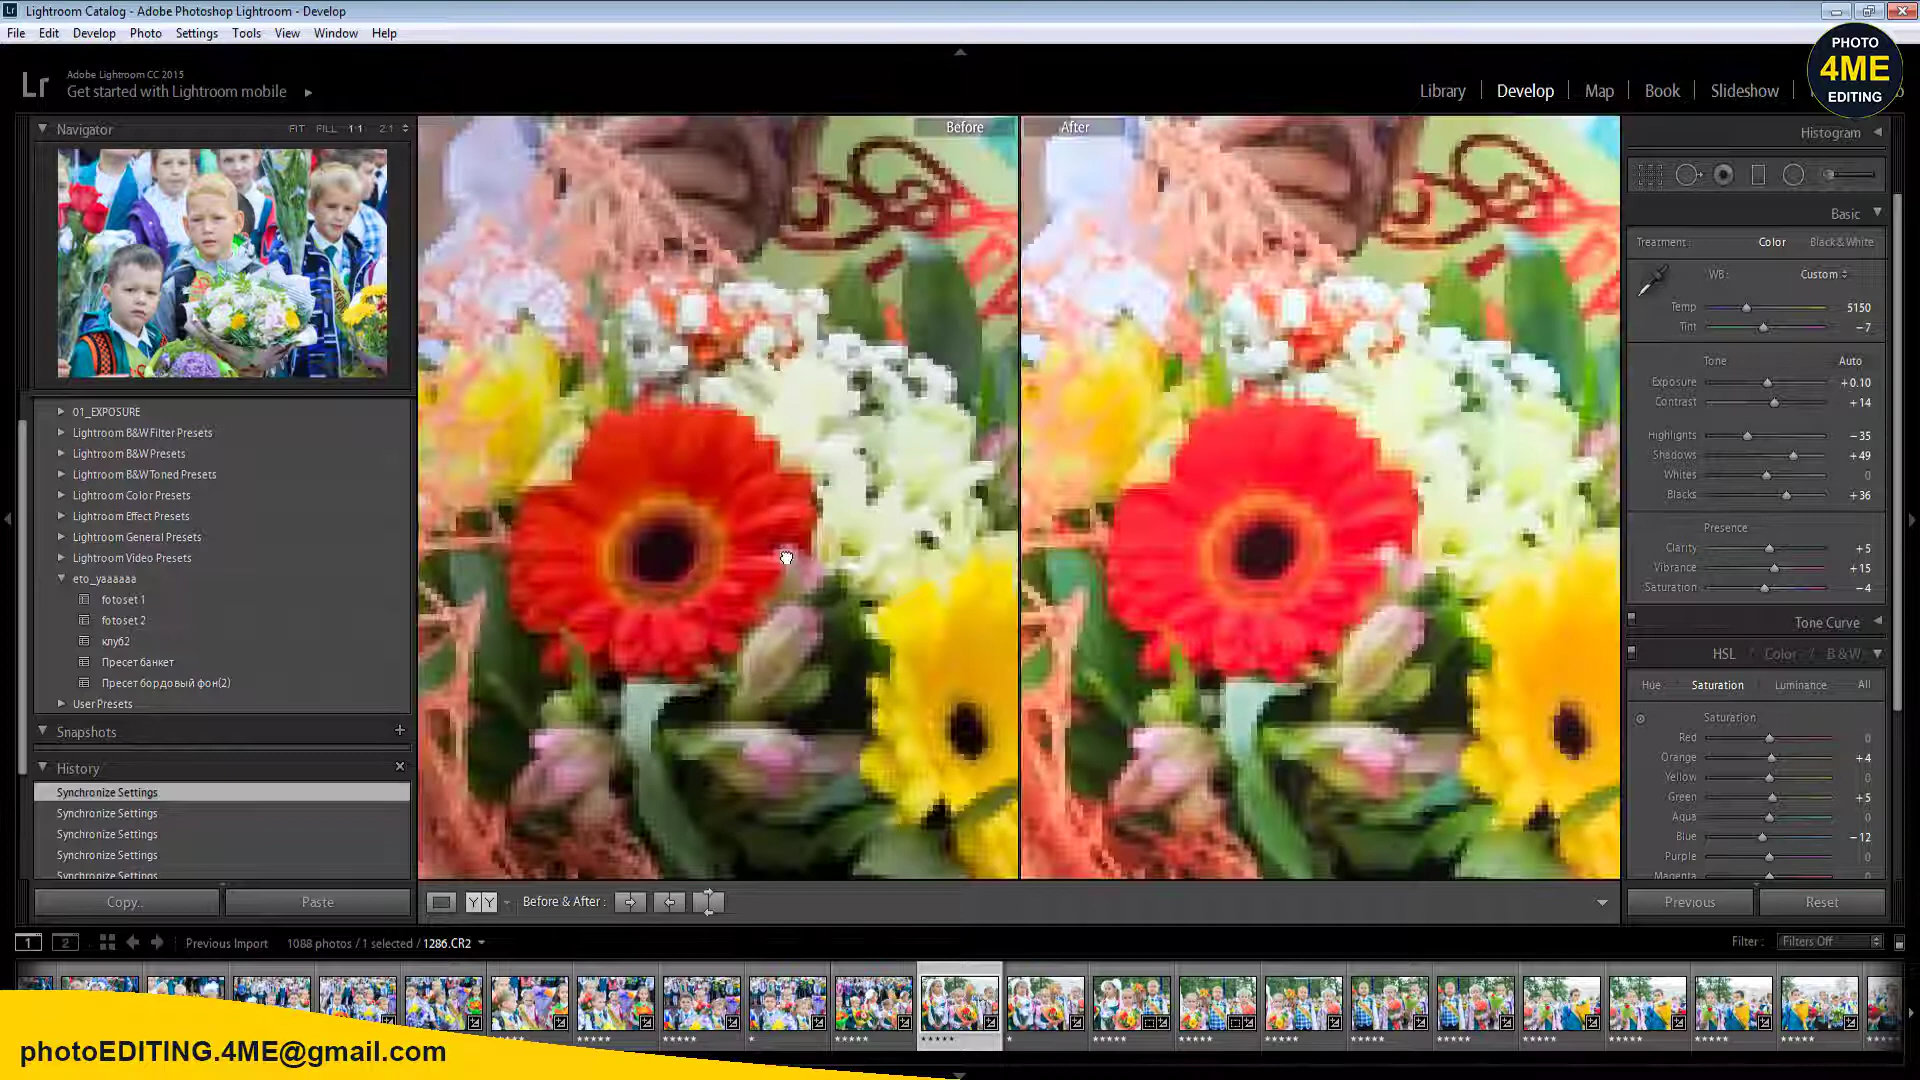 Lightroom Catalog - Adobe Photoshop Lightroom - Develop
File Edit Develop Photo Settings Tools View Window Help
PHOTO
4ME
EDITING
Lr
Adobe Lightroom CC 2015
Get started with Lightroom mobile
Library Develop Map Book Slideshow
Navigator FIT FILL 1:1 2:1
01_EXPOSURE
Lightroom B&W Filter Presets
Lightroom B&W Presets
Lightroom B&W Toned Presets
Lightroom Color Presets
Lightroom Effect Presets
Lightroom General Presets
Lightroom Video Presets
eto_yaaaaaa
fotoset 1
fotoset 2
клуб2
Пресет банкет
Пресет бордовый фон(2)
User Presets
Snapshots +
History
Synchronize Settings
Synchronize Settings
Synchronize Settings
Synchronize Settings
Synchronize Settings
Copy... Paste
Before After
Before & After :
Histogram
Basic
Treatment : Color Black & White
WB : Custom
Temp 5150
Tint -7
Tone Auto
Exposure +0.10
Contrast +14
Highlights -35
Shadows +49
Whites 0
Blacks +36
Presence
Clarity +5
Vibrance +15
Saturation -4
Tone Curve
HSL / Color / B & W
Hue Saturation Luminance All
Saturation
Red 0
Orange +4
Yellow 0
Green +5
Aqua 0
Blue -12
Purple 0
Magenta
Previous Reset
1 2 Previous Import 1088 photos / 1 selected / 1286.CR2
Filter : Filters Off
photoEDITING.4ME@gmail.com